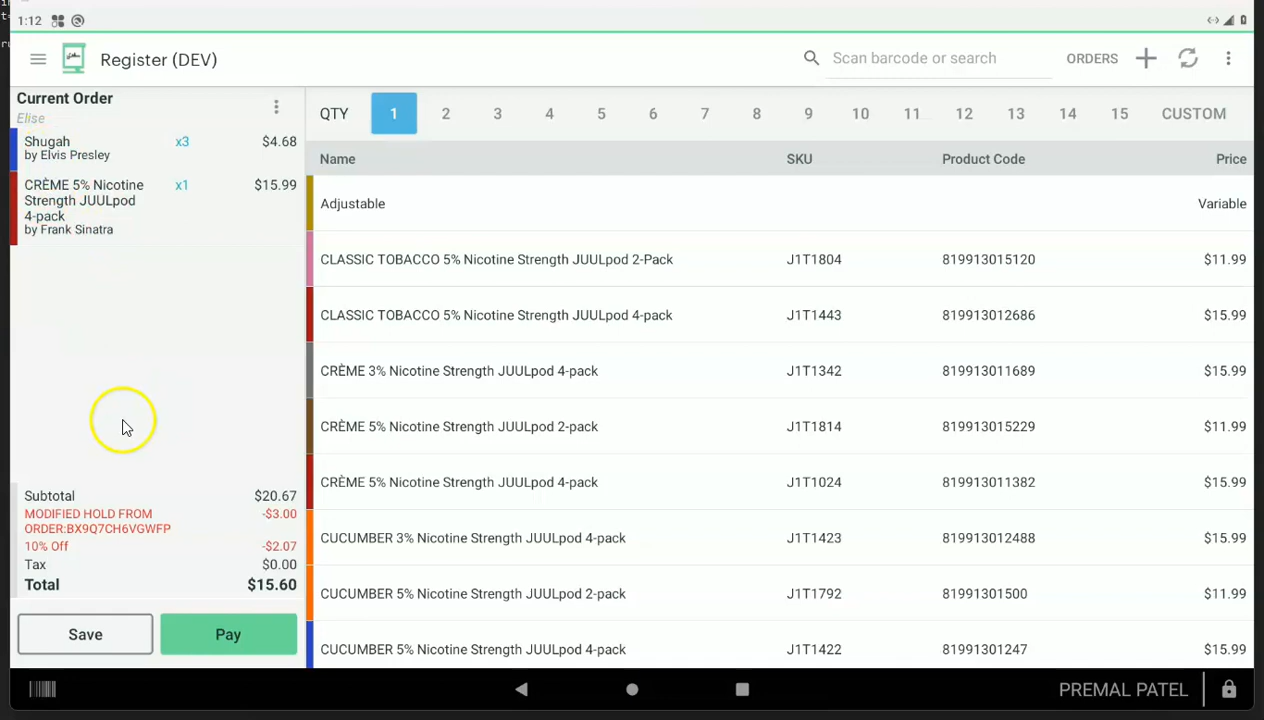 1:12
Register (DEV)
Scan barcode or search
ORDERS
Current Order
Elise
Shugah x3 $4.68
by Elvis Presley
CRÈME 5% Nicotine x1 $15.99
Strength JUULpod
4-pack
by Frank Sinatra
Subtotal $20.67
MODIFIED HOLD FROM -$3.00
ORDER:BX9Q7CH6VGWFP
10% Off -$2.07
Tax $0.00
Total $15.60
Save Pay
QTY 1 2 3 4 5 6 7 8 9 10 11 12 13 14 15 CUSTOM
Name SKU Product Code Price
Adjustable Variable
CLASSIC TOBACCO 5% Nicotine Strength JUULpod 2-Pack J1T1804 819913015120 $11.99
CLASSIC TOBACCO 5% Nicotine Strength JUULpod 4-pack J1T1443 819913012686 $15.99
CRÈME 3% Nicotine Strength JUULpod 4-pack J1T1342 819913011689 $15.99
CRÈME 5% Nicotine Strength JUULpod 2-pack J1T1814 819913015229 $11.99
CRÈME 5% Nicotine Strength JUULpod 4-pack J1T1024 819913011382 $15.99
CUCUMBER 3% Nicotine Strength JUULpod 4-pack J1T1423 819913012488 $15.99
CUCUMBER 5% Nicotine Strength JUULpod 2-pack J1T1792 81991301500 $11.99
CUCUMBER 5% Nicotine Strength JUULpod 4-pack J1T1422 81991301247 $15.99
PREMAL PATEL